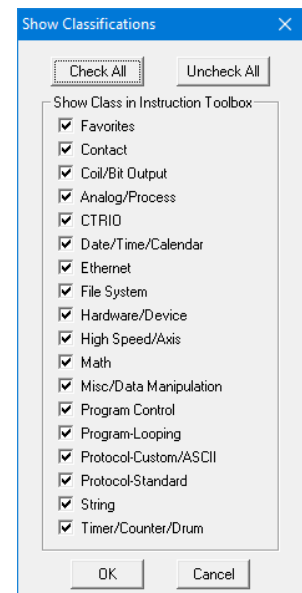 Show Classifications
Check All Uncheck All
Show Class in Instruction Toolbox
Favorites
Contact
Coil/Bit Output
Analog/Process
CTRIO
Date/Time/Calendar
Ethernet
File System
Hardware/Device
High Speed/Axis
Math
Misc/Data Manipulation
Program Control
Program-Looping
Protocol-Custom/ASCII
Protocol-Standard
String
Timer/Counter/Drum
OK Cancel